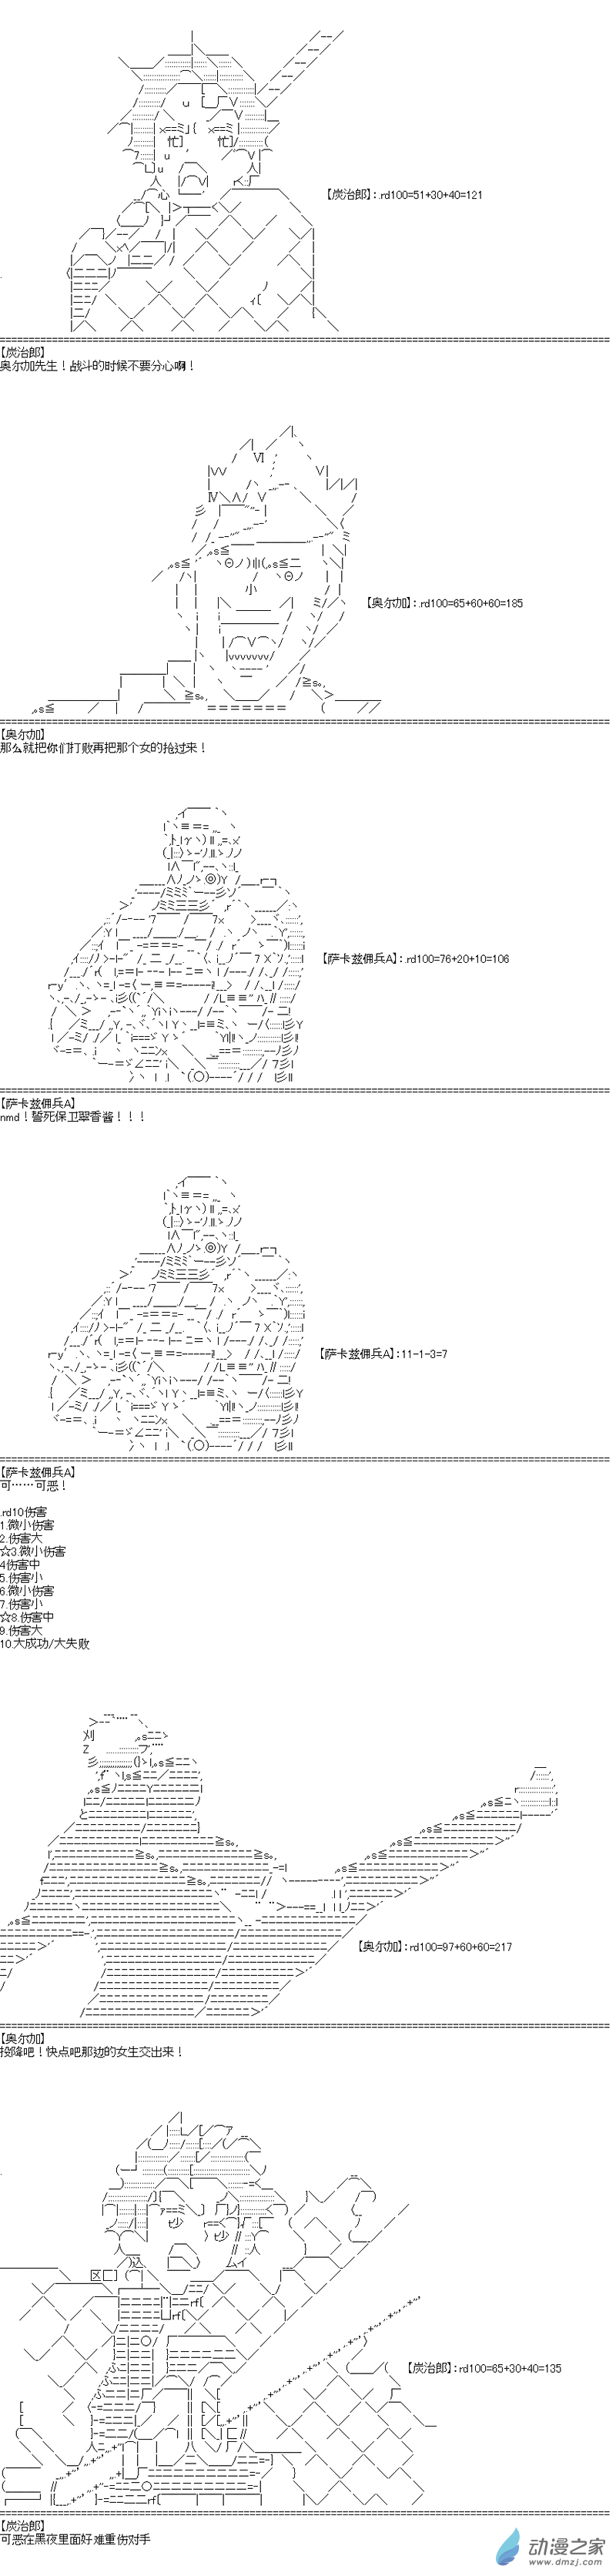 【炭治郎】：.rd100=51+30+40=121
【炭治郎】
奥尔加先生！战斗的时候不要分心啊！
【奥尔加】：.rd100=65+60+60=185
【奥尔加】
那么就把你们打败再把那个女的抢过来！
【萨卡兹佣兵A】：.rd100=76+20+10=106
【萨卡兹佣兵A】
nmd！誓死保卫翠香酱！！！
【萨卡兹佣兵A】：11-1-3=7
【萨卡兹佣兵A】
可……可恶！
.rd10伤害
1.微小伤害
2.伤害大
☆3.微小伤害
4伤害中
5.伤害小
6.微小伤害
7.伤害小
☆8.伤害中
9.伤害大
10.大成功/大失败
【奥尔加】：rd100=97+60+60=217
【奥尔加】
投降吧！快点吧那边的女生交出来！
【炭治郎】：rd100=65+30+40=135
【炭治郎】
可恶在黑夜里面好难重伤对手
动漫之家
www.dmzj.com